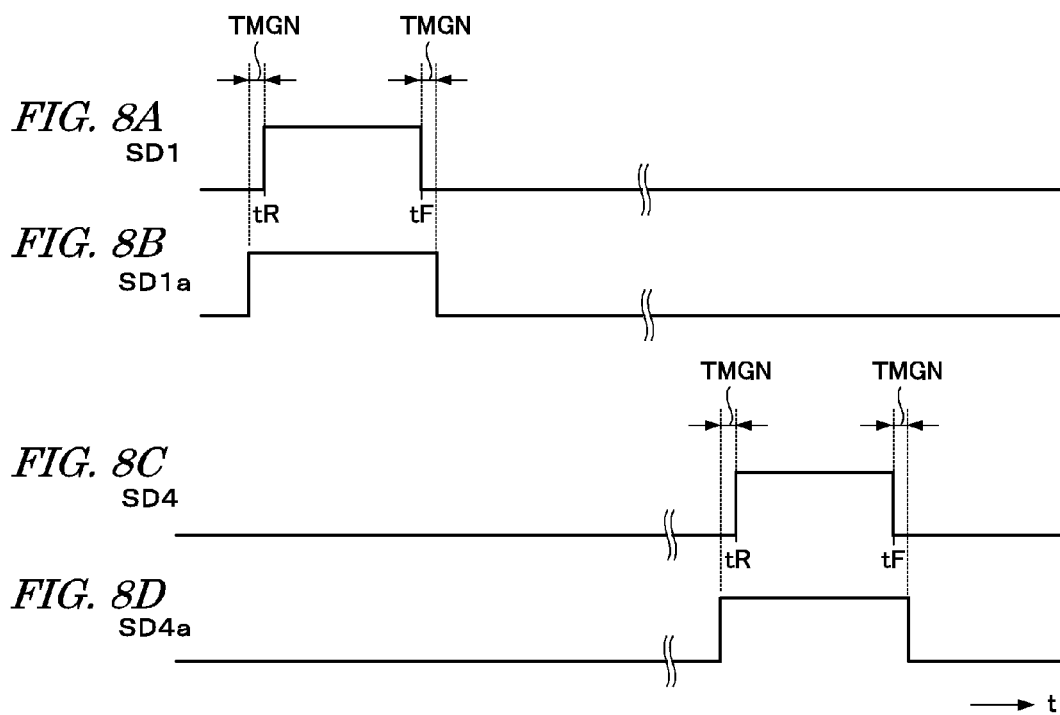 TMGN TMGN
FIG. 8A
SD1
tR tF
FIG. 8B
SD1a
TMGN TMGN
FIG. 8C
SD4
tR tF
FIG. 8D
SD4a
t